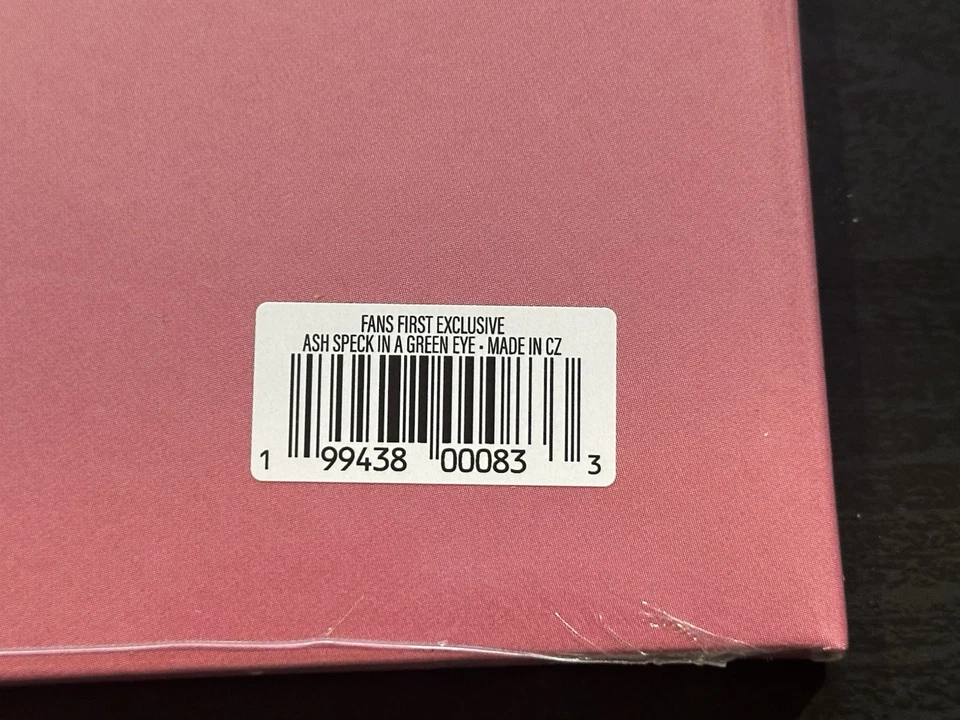 FANS FIRST EXCLUSIVE
ASH SPECK IN A GREEN EYE • MADE IN CZ
1 99438 00083 3